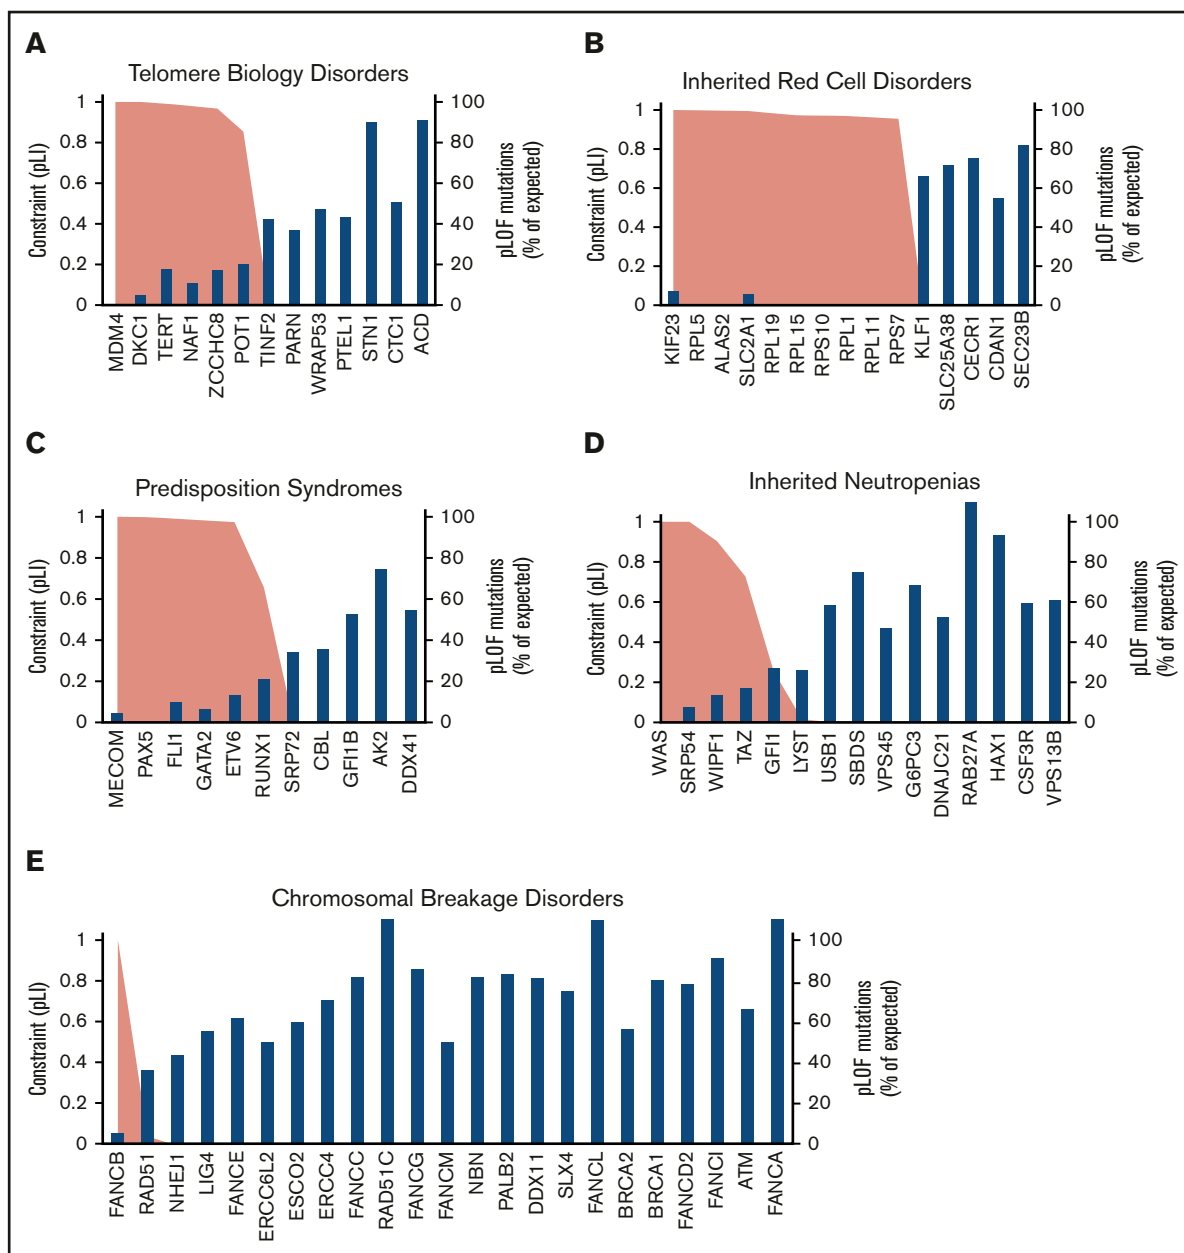 A
Telomere Biology Disorders
Constraint (pLI)
1
0.8
0.6
0.4
0.2
0
100
80
60
40
20
0
pLOF mutations
(% of expected)
MDM4
DKC1
TERT
NAF1
ZCCHC8
POT1
TINF2
PARN
WRAP53
PTEL1
STN1
CTC1
ACD
B
Inherited Red Cell Disorders
Constraint (pLI)
1
0.8
0.6
0.4
0.2
0
100
80
60
40
20
0
pLOF mutations
(% of expected)
KIF23
RPL5
ALAS2
SLC2A1
RPL19
RPL15
RPS10
RPL1
RPL11
RPS7
KLF1
SLC25A38
CECR1
CDAN1
SEC23B
C
Predisposition Syndromes
Constraint (pLI)
1
0.8
0.6
0.4
0.2
0
100
80
60
40
20
0
pLOF mutations
(% of expected)
MECOM
PAX5
FLI1
GATA2
ETV6
RUNX1
SRP72
CBL
GFI1B
AK2
DDX41
D
Inherited Neutropenias
Constraint (pLI)
1
0.8
0.6
0.4
0.2
0
100
80
60
40
20
0
pLOF mutations
(% of expected)
WAS
SRP54
WIPF1
TAZ
GFI1
LYST
USB1
SBDS
VPS45
G6PC3
DNAJC21
RAB27A
HAX1
CSF3R
VPS13B
E
Chromosomal Breakage Disorders
Constraint (pLI)
1
0.8
0.6
0.4
0.2
0
100
80
60
40
20
0
pLOF mutations
(% of expected)
FANCB
RAD51
NHEJ1
LIG4
FANCE
ERCC6L2
ESCO2
ERCC4
FANCC
RAD51C
FANCG
FANCM
NBN
PALB2
DDX11
SLX4
FANCL
BRCA2
BRCA1
FANCD2
FANCI
ATM
FANCA